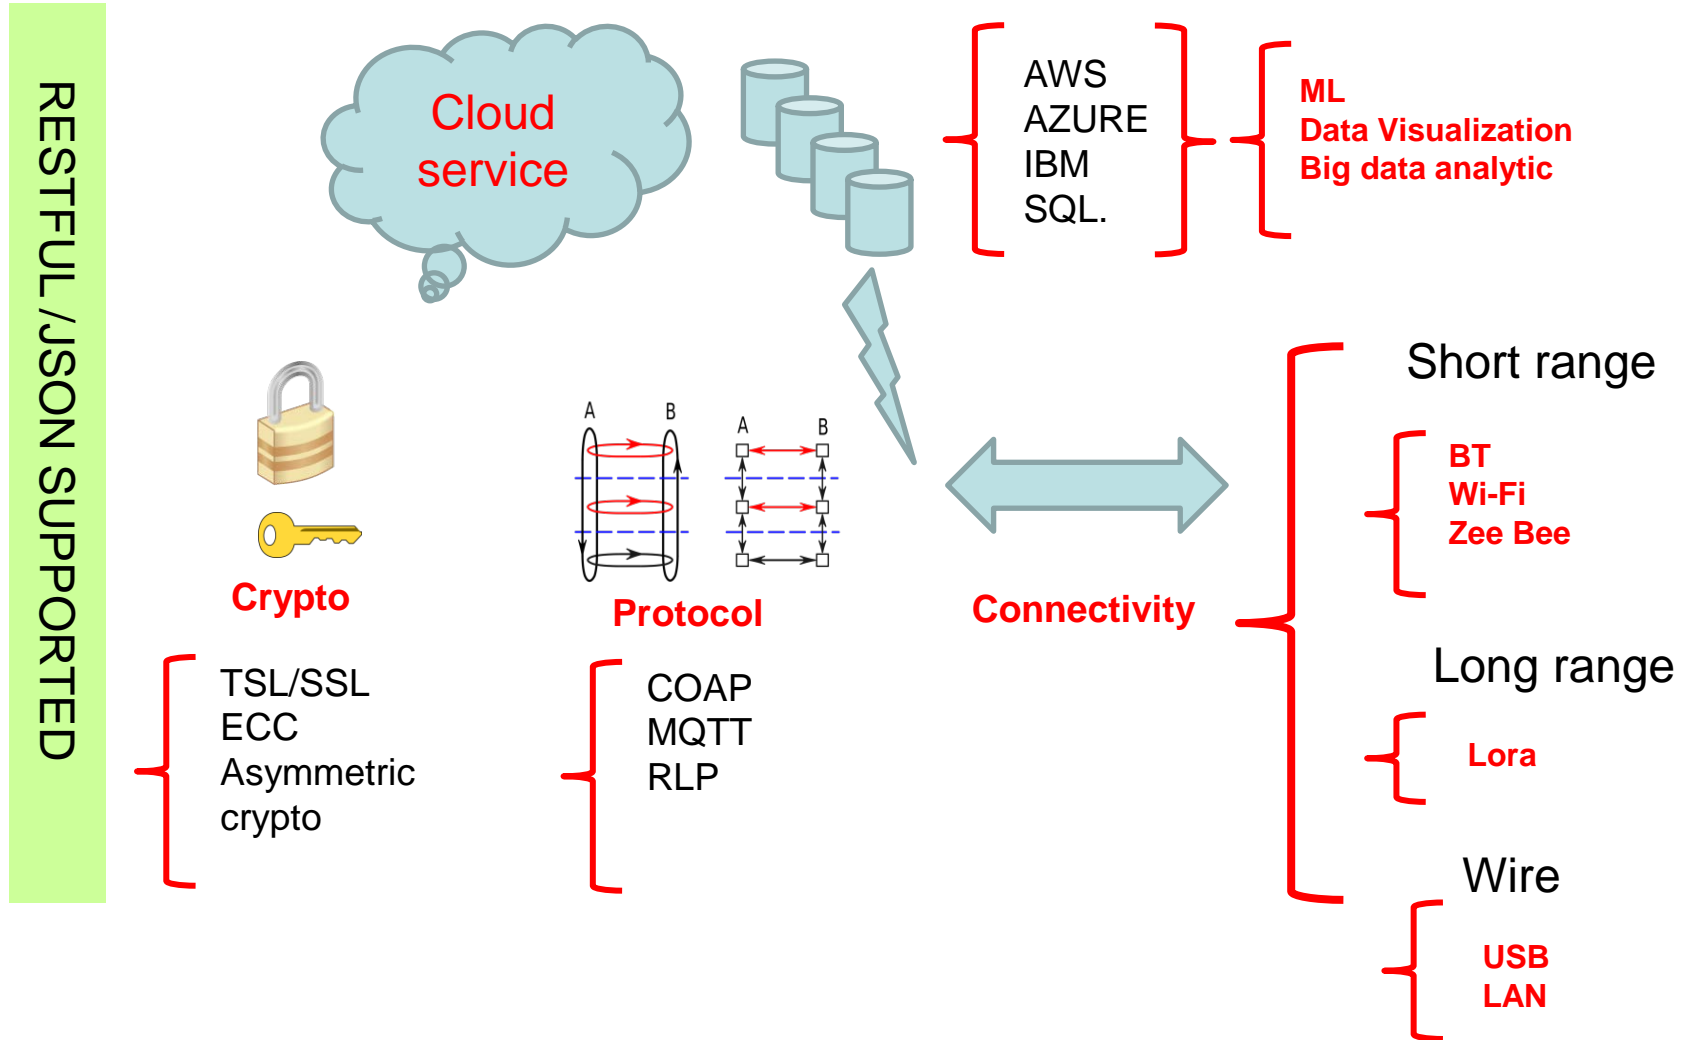 RESTFUL /JSON SUPPORTED
Cloud
service
AWS
AZURE
IBM
SQL.
ML
Data Visualization
Big data analytic
Crypto
TSL/SSL
ECC
Asymmetric
crypto
A B
A B
Protocol
COAP
MQTT
RLP
Connectivity
Short range
BT
Wi-Fi
Zee Bee
Long range
Lora
Wire
USB
LAN